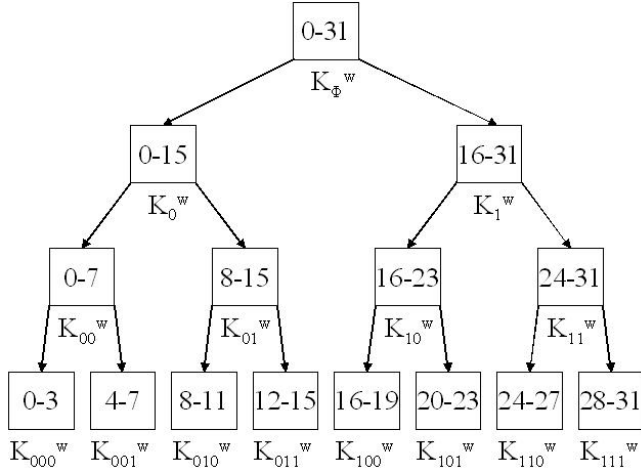 0-31
K_Φ^w
0-15 16-31
K_0^w K_1^w
0-7 8-15 16-23 24-31
K_00^w K_01^w K_10^w K_11^w
0-3 4-7 8-11 12-15 16-19 20-23 24-27 28-31
K_000^w K_001^w K_010^w K_011^w K_100^w K_101^w K_110^w K_111^w